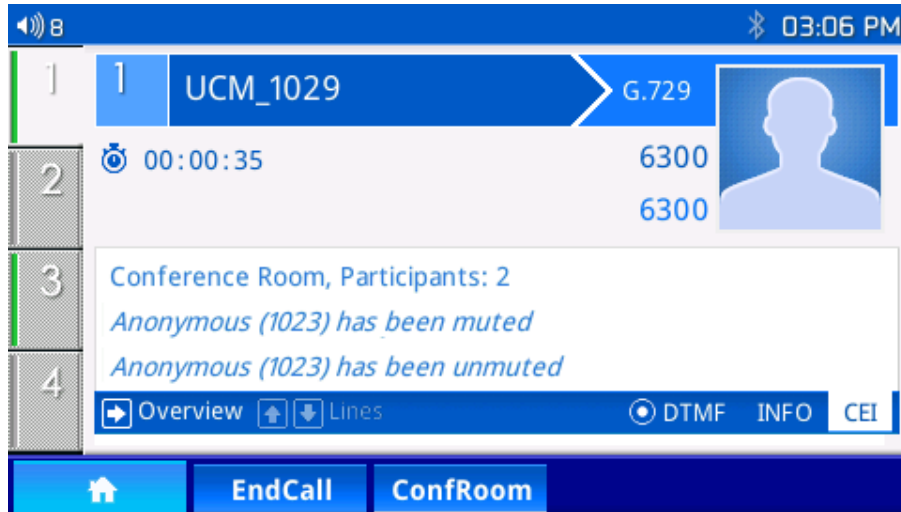 8 03:06 PM
1 1 UCM_1029 G.729
00:00:35 6300
2 6300
3 Conference Room, Participants: 2
Anonymous (1023) has been muted
4 Anonymous (1023) has been unmuted
Overview Lines DTMF INFO CEI
EndCall ConfRoom